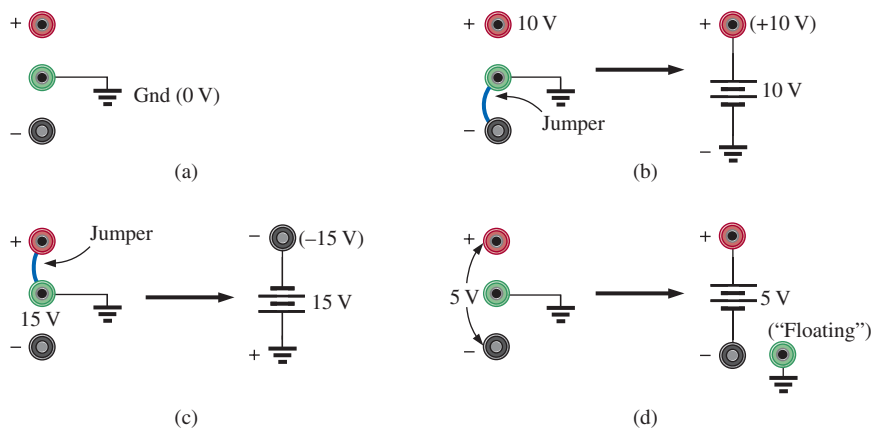 +
Gnd (0 V)
–
(a)
+ 10 V
Jumper
–
(+10 V)
+
10 V
–
(b)
+
Jumper
15 V
–
– (–15 V)
15 V
+
(c)
+
5 V
–
+
5 V
(“Floating”)
–
(d)